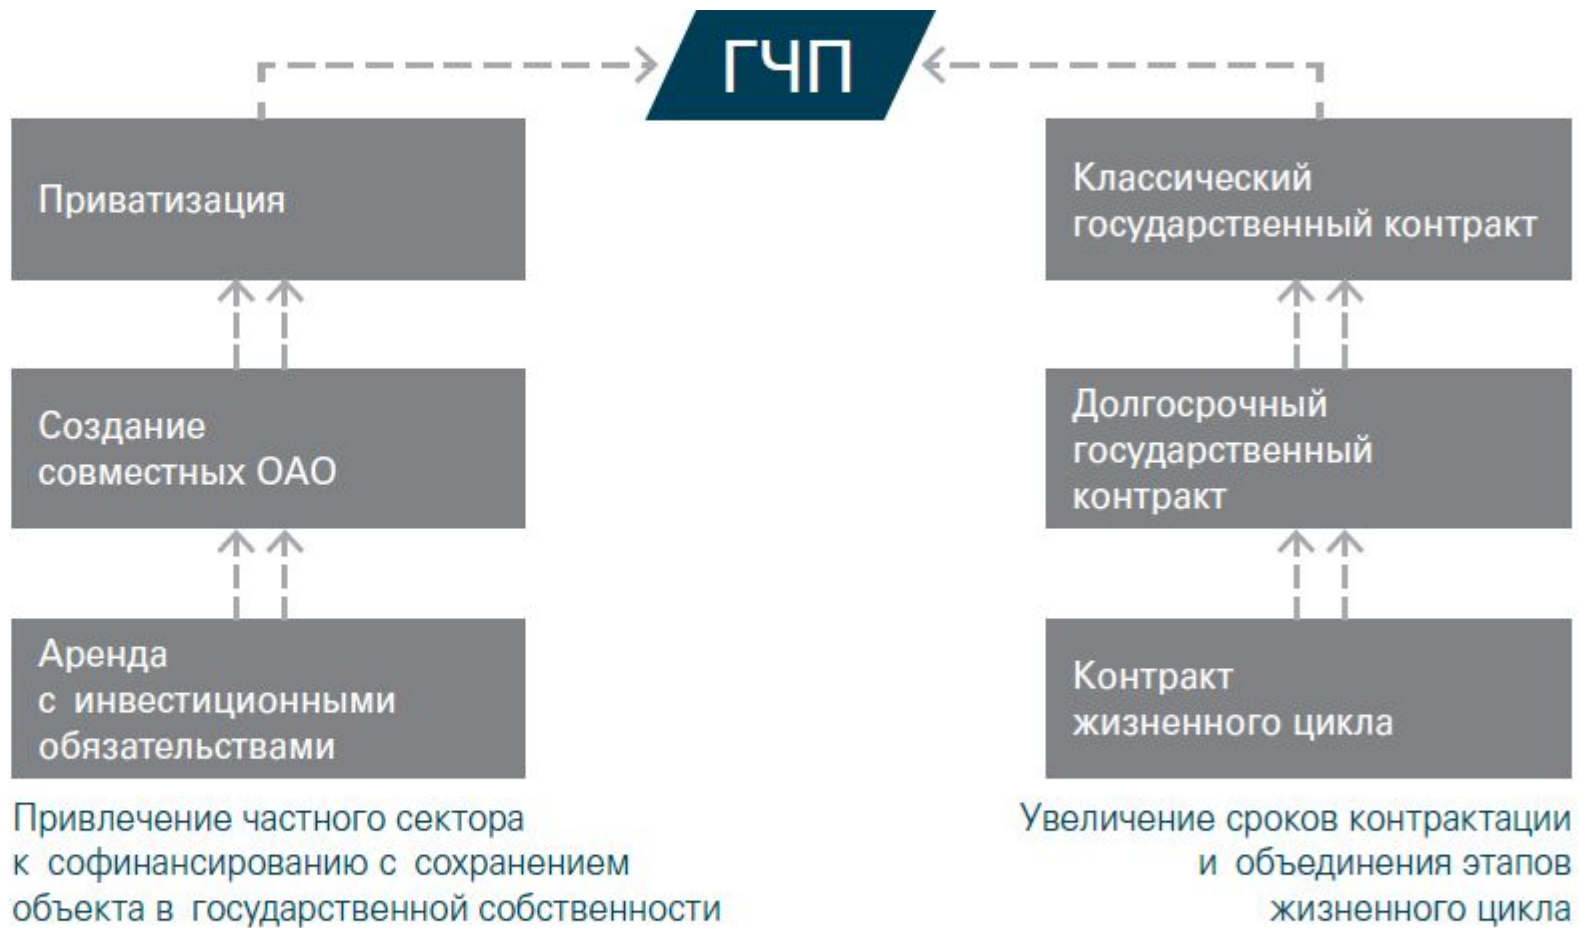 ГЧП
Приватизация
Создание
совместных ОАО
Аренда
с инвестиционными
обязательствами
Привлечение частного сектора
к софинансированию с сохранением
объекта в государственной собственности
Классический
государственный контракт
Долгосрочный
государственный
контракт
Контракт
жизненного цикла
Увеличение сроков контрактации
и объединения этапов
жизненного цикла